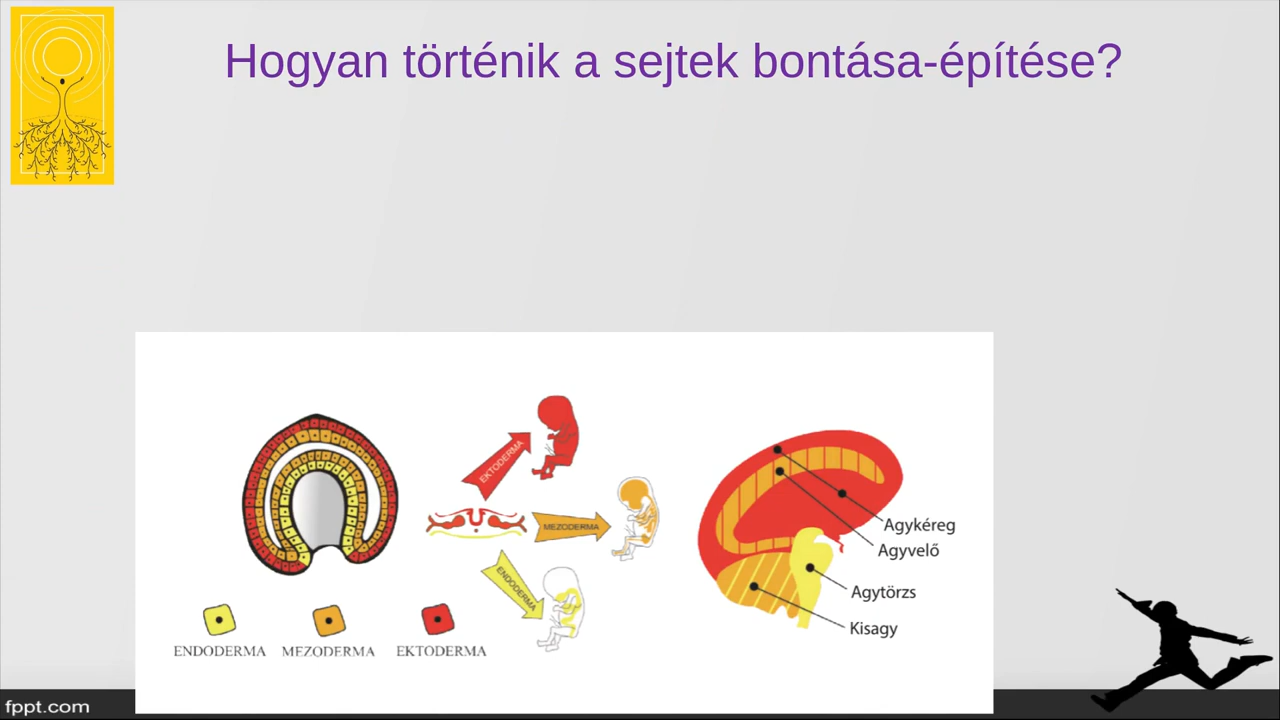 Hogyan történik a sejtek bontása-építése?
EKTODERMA
MEZODERMA
ENDODERMA
Agykéreg
Agyvelő
Agytörzs
Kisagy
ENDODERMA
MEZODERMA
EKTODERMA
fppt.com